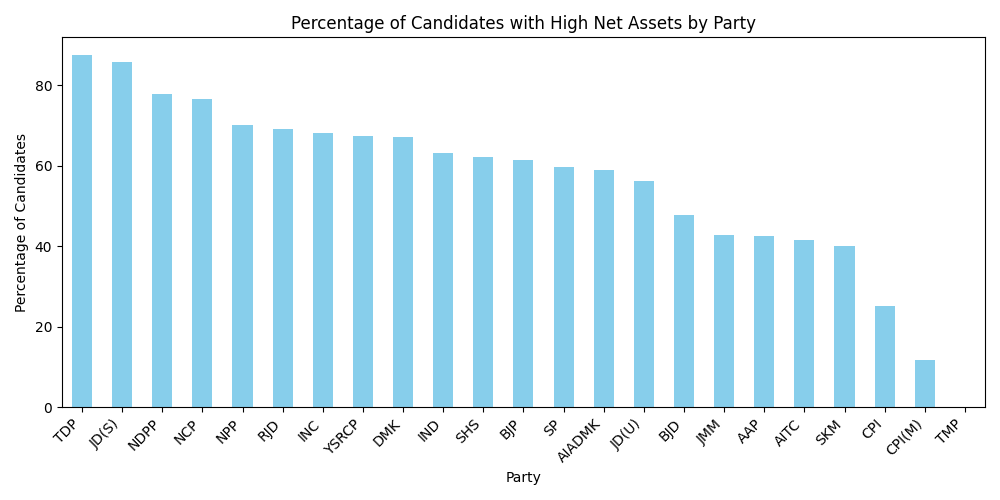 Percentage of Candidates with High Net Assets by Party
Percentage of Candidates
80
60
40
20
0
TDP
JD(S)
NDPP
NCP
NPP
RJD
INC
YSRCP
DMK
IND
SHS
BJP
SP
AIADMK
JD(U)
BJD
JMM
AAP
AITC
SKM
CPI
CPI(M)
TMP
Party